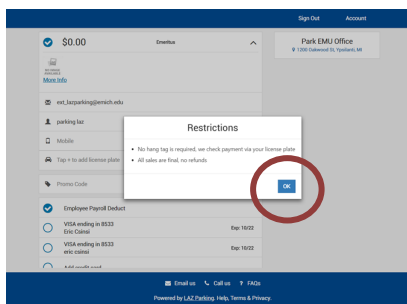 Sign Out Account
$0.00 Emeritus
More Info
Park EMU Office
1200 Oakwood St, Ypsilanti, MI
ext_lazparking@emich.edu
parking laz
Mobile
Tap + to add license plate
Promo Code
Restrictions
• No hang tag is required, we check payment via your license plate
• All sales are final, no refunds
OK
Employee Payroll Deduct
VISA ending in 8533
Eric Csinsi
Exp: 10/22
VISA ending in 8533
eric csinsi
Exp: 10/22
Add credit card
Email us Call us ? FAQs
Powered by LAZ Parking. Help, Terms & Privacy.